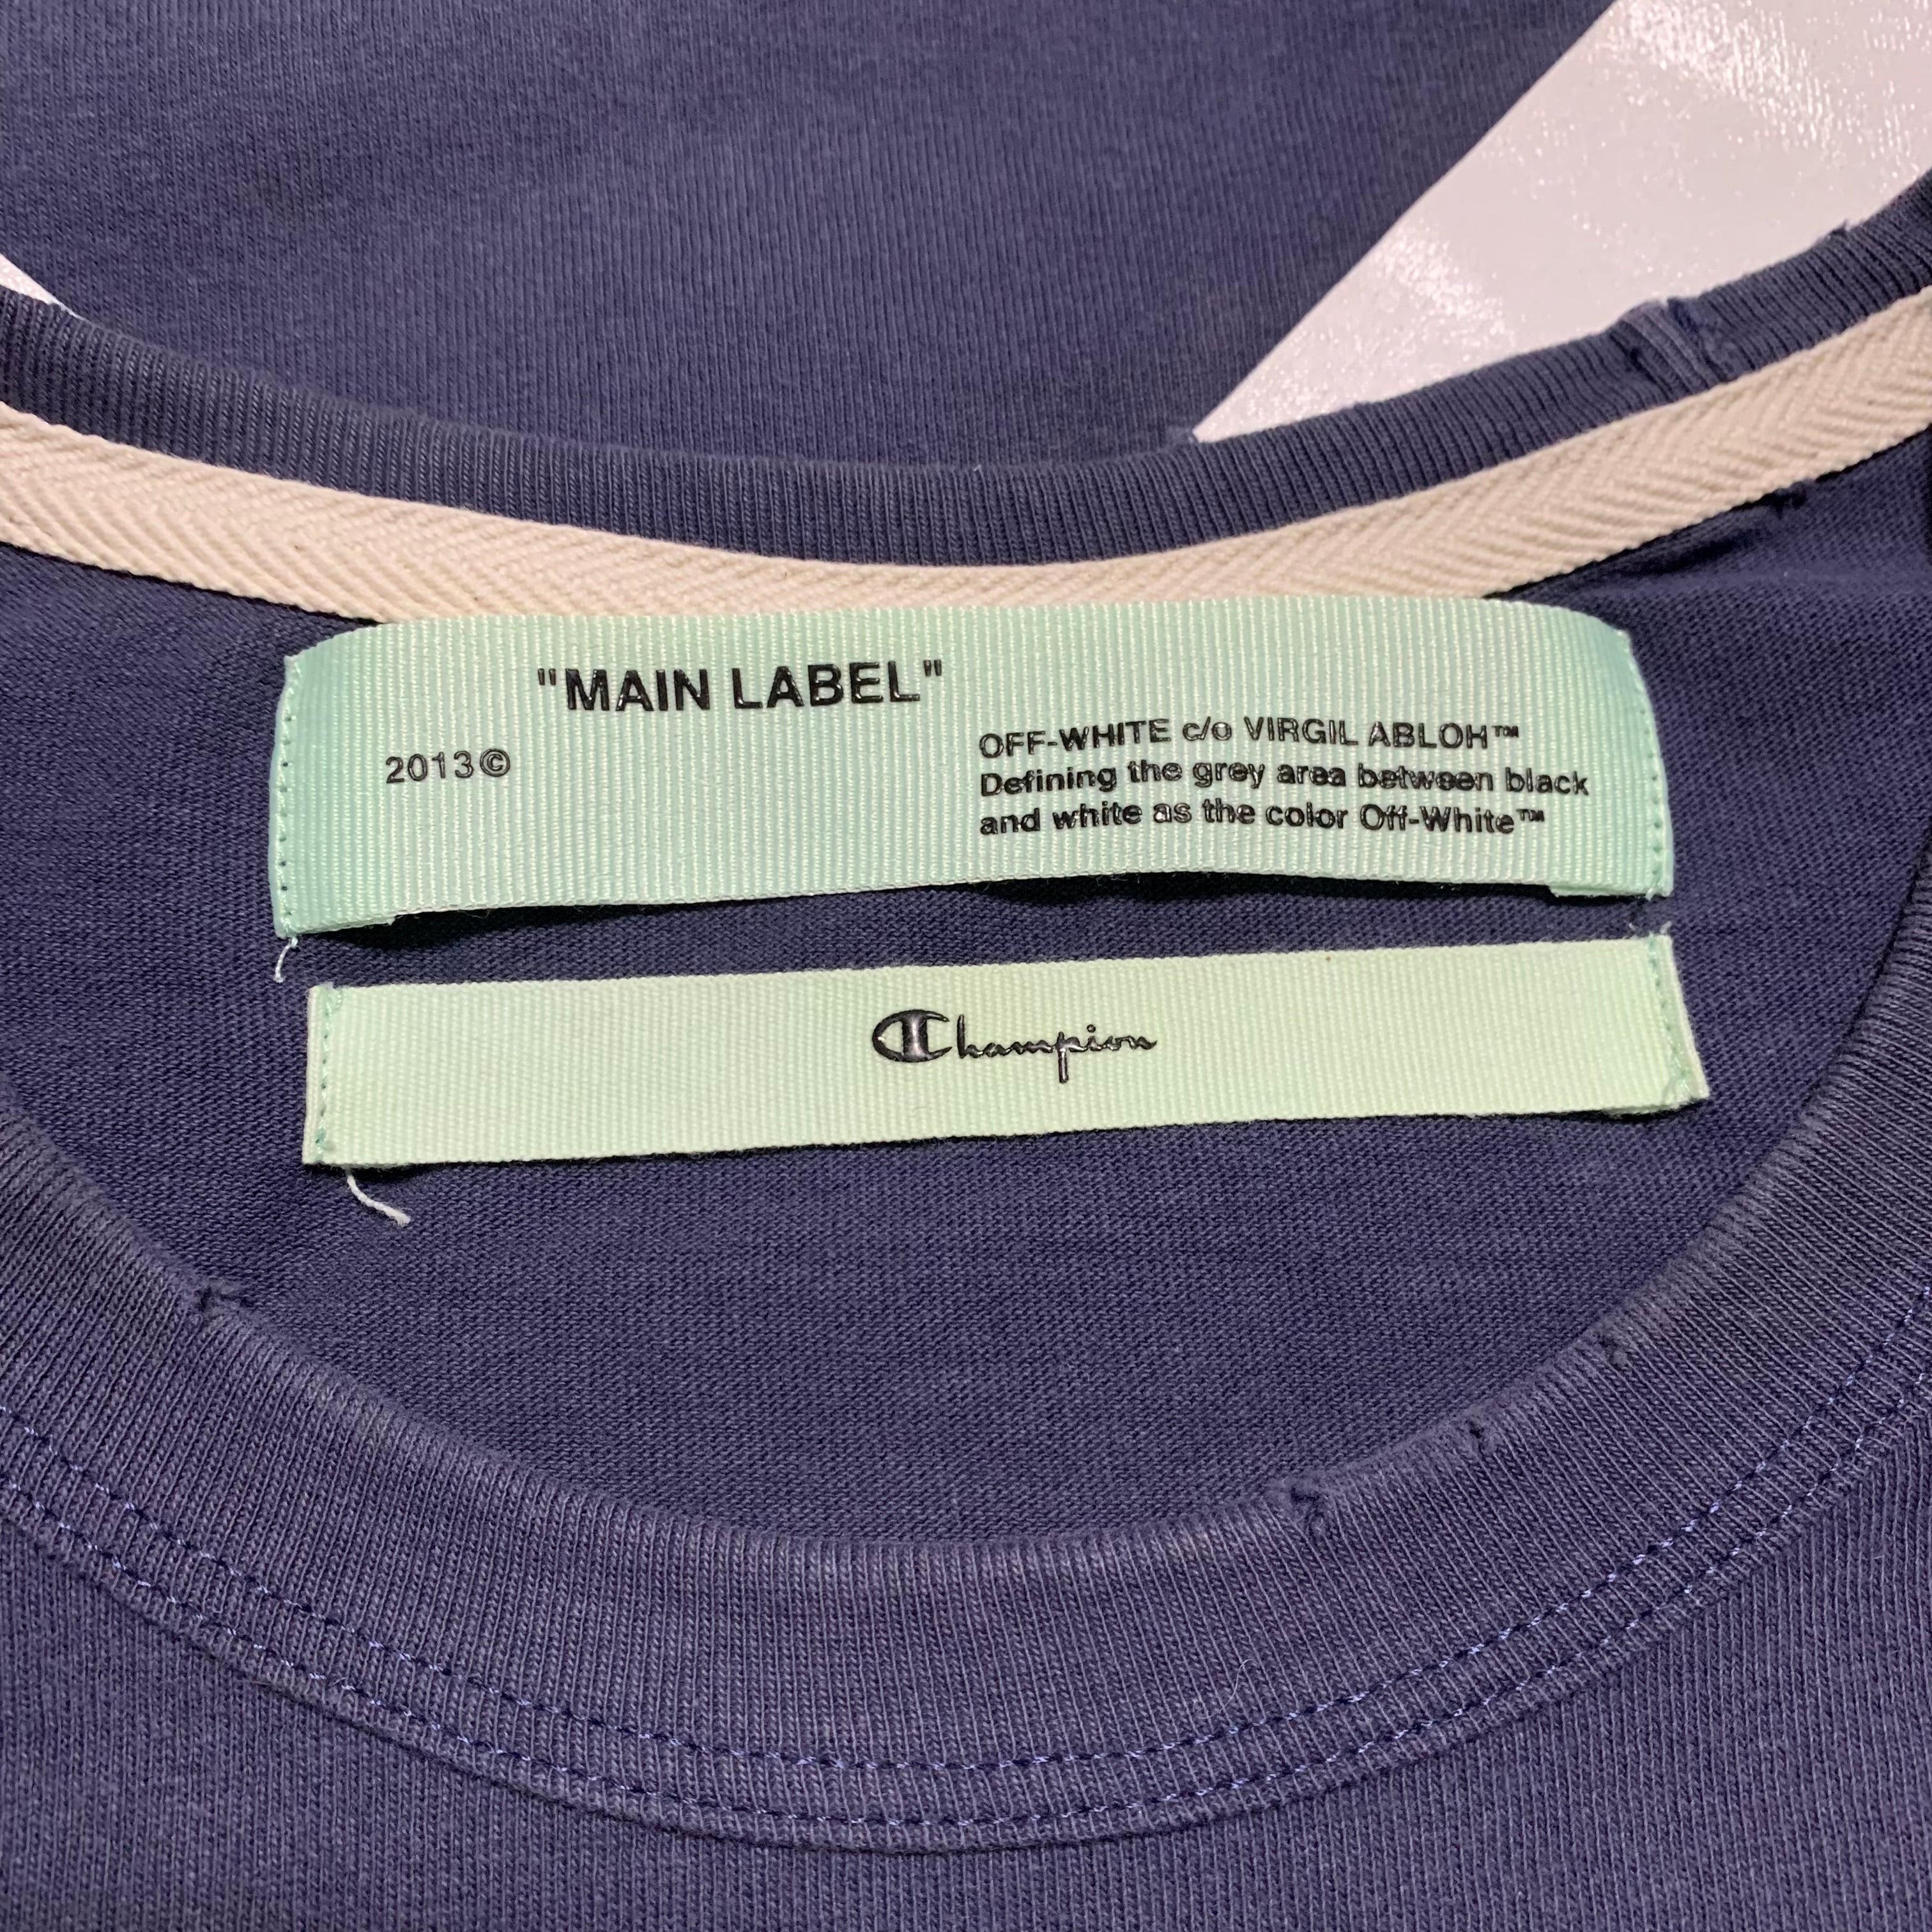 "MAIN LABEL"
2013©
OFF-WHITE c/o VIRGIL ABLOH™
Defining the grey area between black
and white as the color Off-White™
Champion